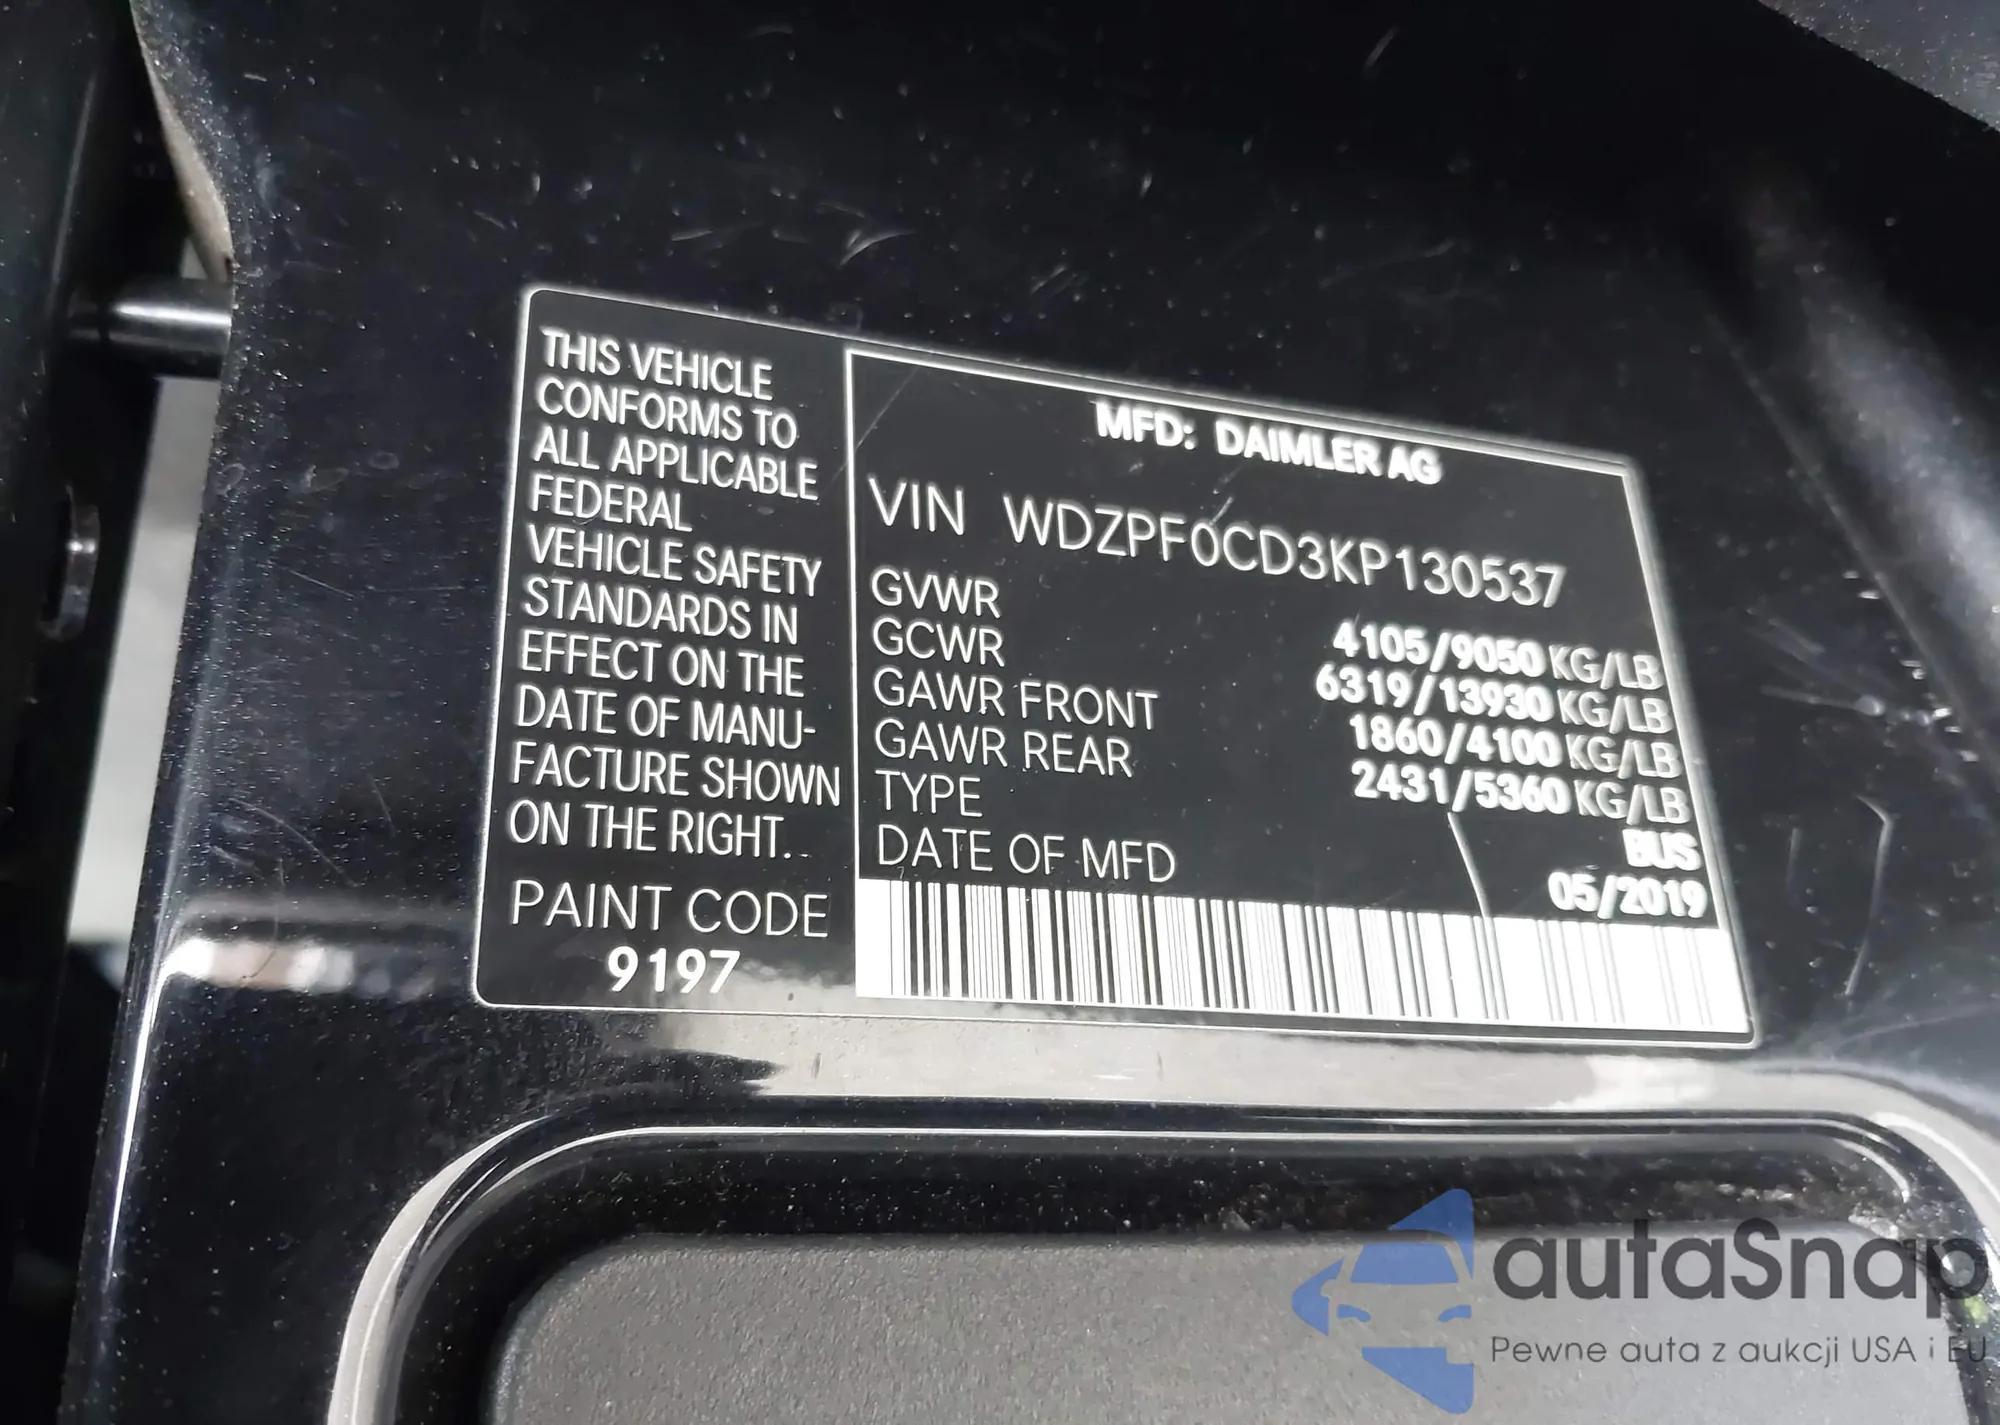 THIS VEHICLE
CONFORMS TO
ALL APPLICABLE
FEDERAL
VEHICLE SAFETY
STANDARDS IN
EFFECT ON THE
DATE OF MANU-
FACTURE SHOWN
ON THE RIGHT.
PAINT CODE
9197
MFD: DAIMLER AG
VIN WDZPF0CD3KP130537
GVWR 4105/9050 KG/LB
GCWR 6319/13930 KG/LB
GAWR FRONT 1860/4100 KG/LB
GAWR REAR 2431/5360 KG/LB
TYPE BUS
DATE OF MFD 05/2019
autaSnap
Pewne auta z aukcji USA i EU